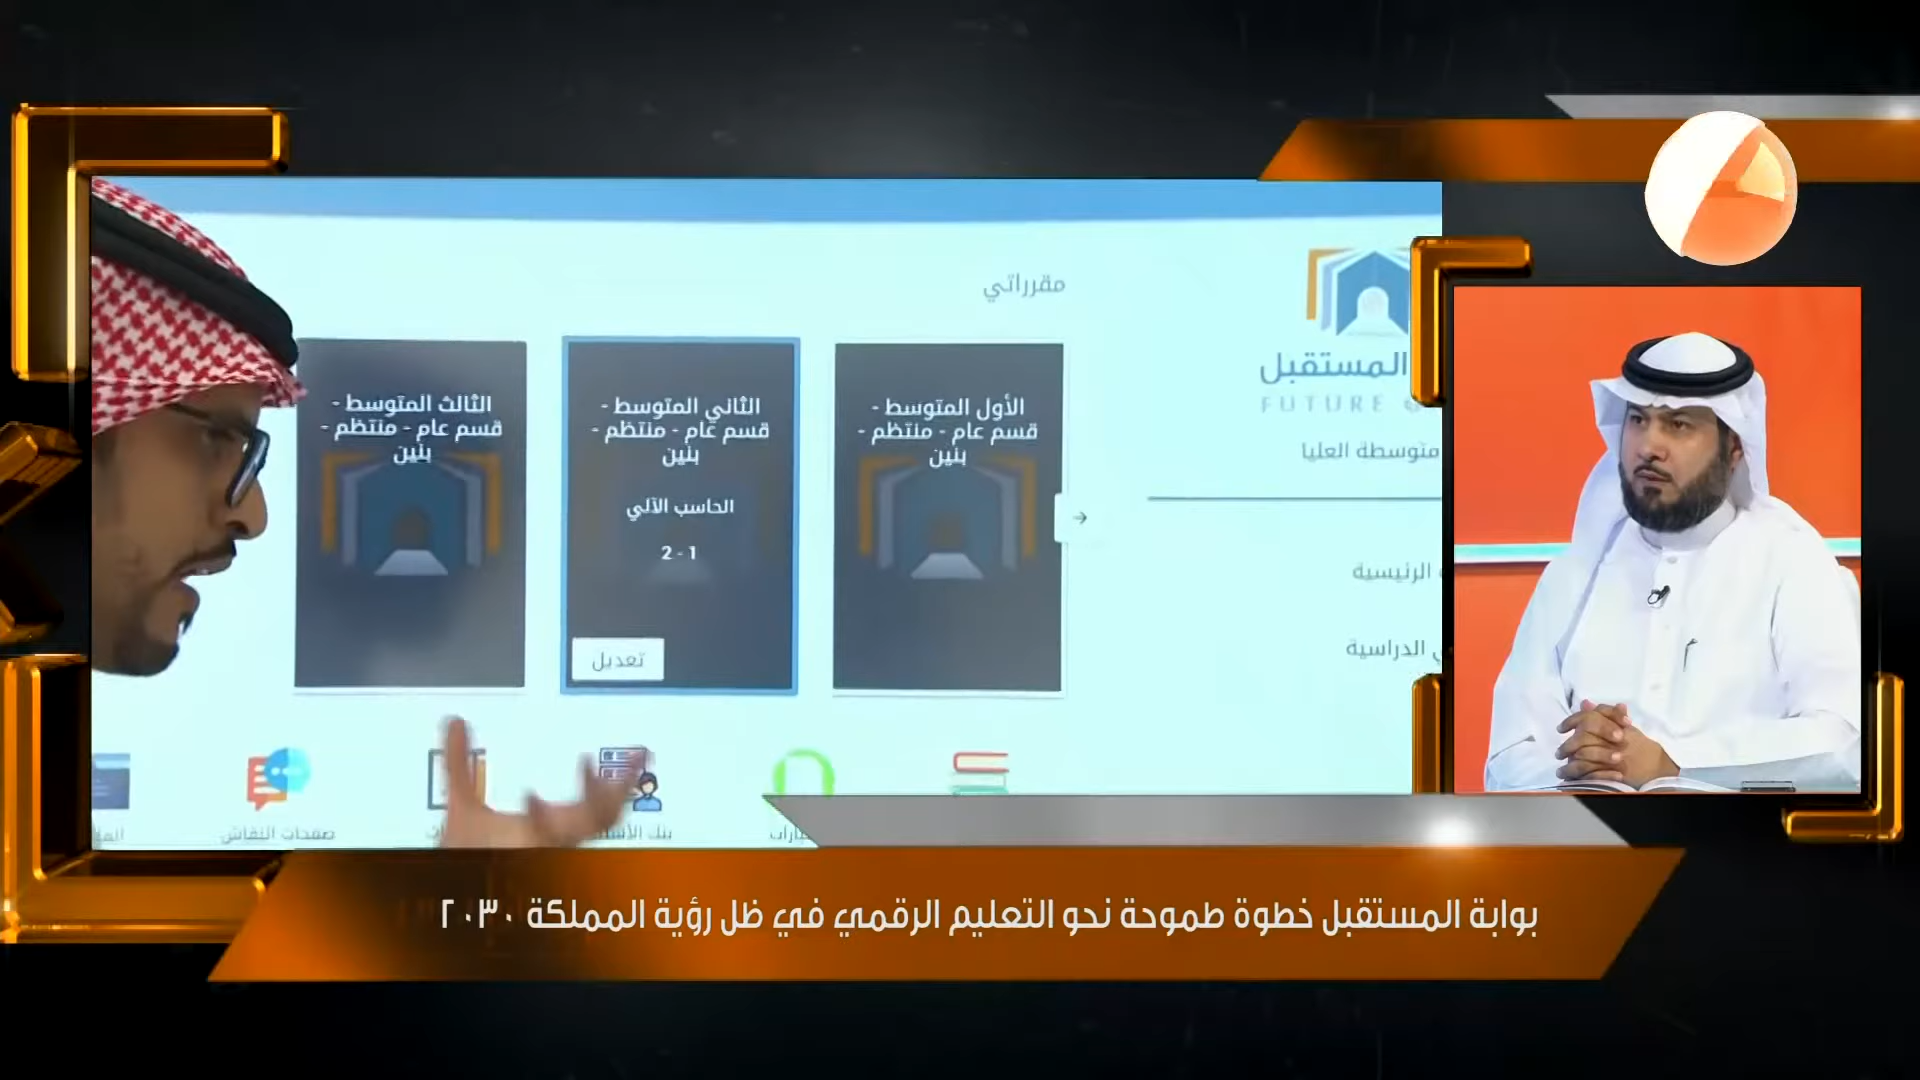 مقرراتي
المستقبل
FUTURE
متوسطة العليا
الرئيسية
الدراسية
الأول المتوسط -
قسم عام - منتظم -
بنين
الثاني المتوسط -
قسم عام - منتظم -
بنين
الحاسب الآلي
1 - 2
تعديل
الثالث المتوسط -
قسم عام - منتظم -
بنين
صفحات النقاش
بوابة المستقبل خطوة طموحة نحو التعليم الرقمي في ظل رؤية المملكة ٢٠٣٠